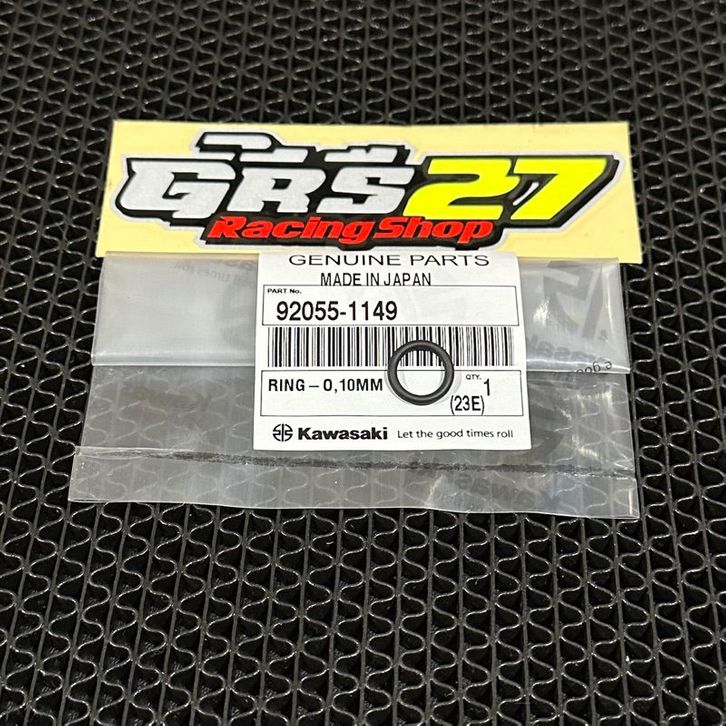 GRS27
Racing Shop
GENUINE PARTS
MADE IN JAPAN
PART No.
92055-1149
RING-O,10MM
QTY. 1
(23E)
Kawasaki Let the good times roll